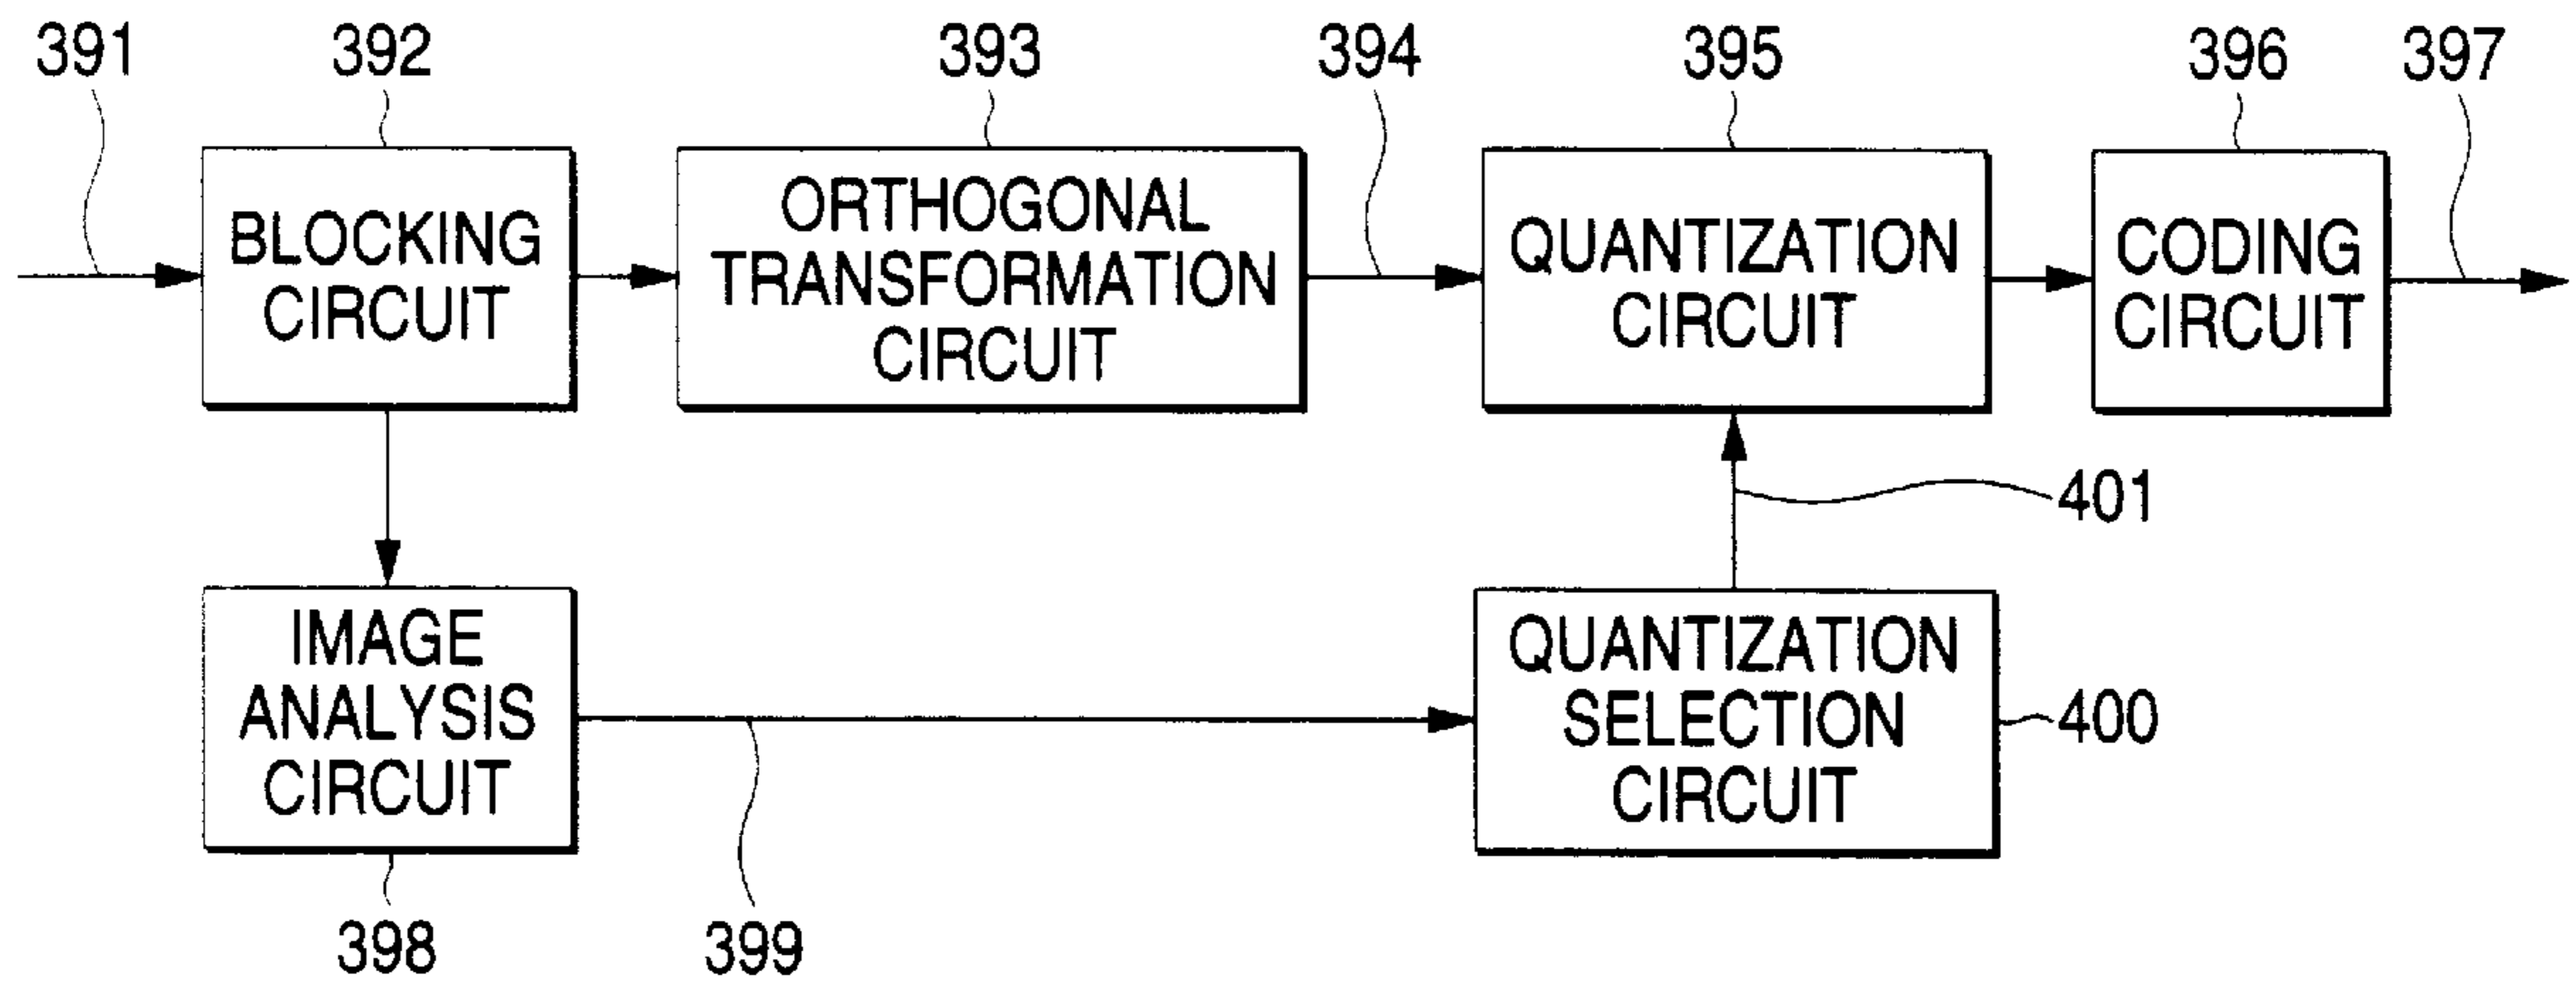 391
392
393
394
395
396
397
BLOCKING
CIRCUIT
ORTHOGONAL
TRANSFORMATION
CIRCUIT
QUANTIZATION
CIRCUIT
CODING
CIRCUIT
401
IMAGE
ANALYSIS
CIRCUIT
QUANTIZATION
SELECTION
CIRCUIT
400
398
399